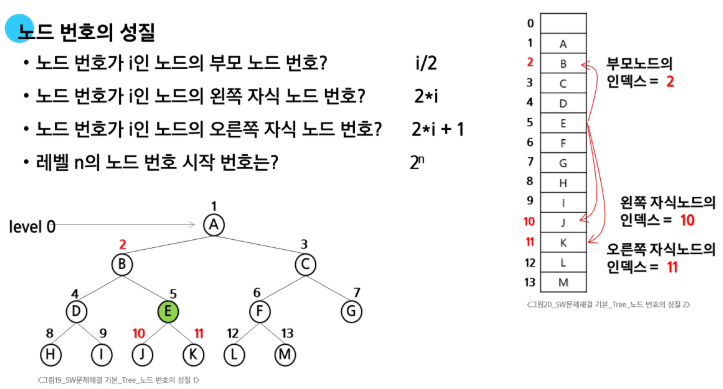 노드 번호의 성질
• 노드 번호가 i인 노드의 부모 노드 번호? i/2
• 노드 번호가 i인 노드의 왼쪽 자식 노드 번호? 2*i
• 노드 번호가 i인 노드의 오른쪽 자식 노드 번호? 2*i + 1
• 레벨 n의 노드 번호 시작 번호는? 2ⁿ
level 0
1
A
2 3
B C
4 5 6 7
D E F G
8 9 10 11 12 13
H I J K L M
<그림19_SW문제해결 기본_Tree_노드 번호의 성질 1>
0
1 A
2 B
3 C
4 D
5 E
6 F
7 G
8 H
9 I
10 J
11 K
12 L
13 M
부모노드의
인덱스 = 2
왼쪽 자식노드의
인덱스 = 10
오른쪽 자식노드의
인덱스 = 11
<그림20_SW문제해결 기본_Tree_노드 번호의 성질 2>